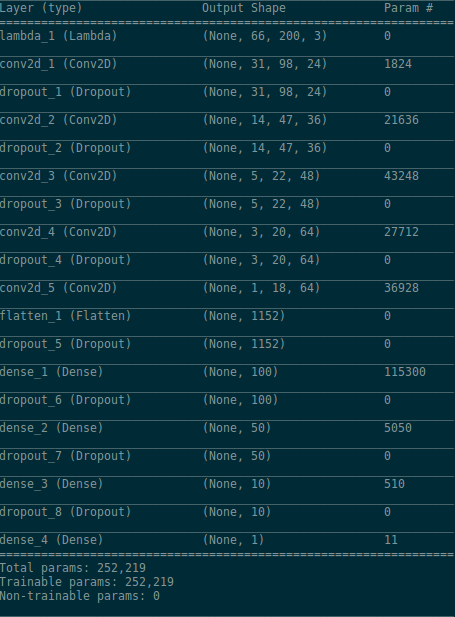 Layer (type) Output Shape Param #
=================================================================
lambda_1 (Lambda) (None, 66, 200, 3) 0
conv2d_1 (Conv2D) (None, 31, 98, 24) 1824
dropout_1 (Dropout) (None, 31, 98, 24) 0
conv2d_2 (Conv2D) (None, 14, 47, 36) 21636
dropout_2 (Dropout) (None, 14, 47, 36) 0
conv2d_3 (Conv2D) (None, 5, 22, 48) 43248
dropout_3 (Dropout) (None, 5, 22, 48) 0
conv2d_4 (Conv2D) (None, 3, 20, 64) 27712
dropout_4 (Dropout) (None, 3, 20, 64) 0
conv2d_5 (Conv2D) (None, 1, 18, 64) 36928
flatten_1 (Flatten) (None, 1152) 0
dropout_5 (Dropout) (None, 1152) 0
dense_1 (Dense) (None, 100) 115300
dropout_6 (Dropout) (None, 100) 0
dense_2 (Dense) (None, 50) 5050
dropout_7 (Dropout) (None, 50) 0
dense_3 (Dense) (None, 10) 510
dropout_8 (Dropout) (None, 10) 0
dense_4 (Dense) (None, 1) 11
=================================================================
Total params: 252,219
Trainable params: 252,219
Non-trainable params: 0